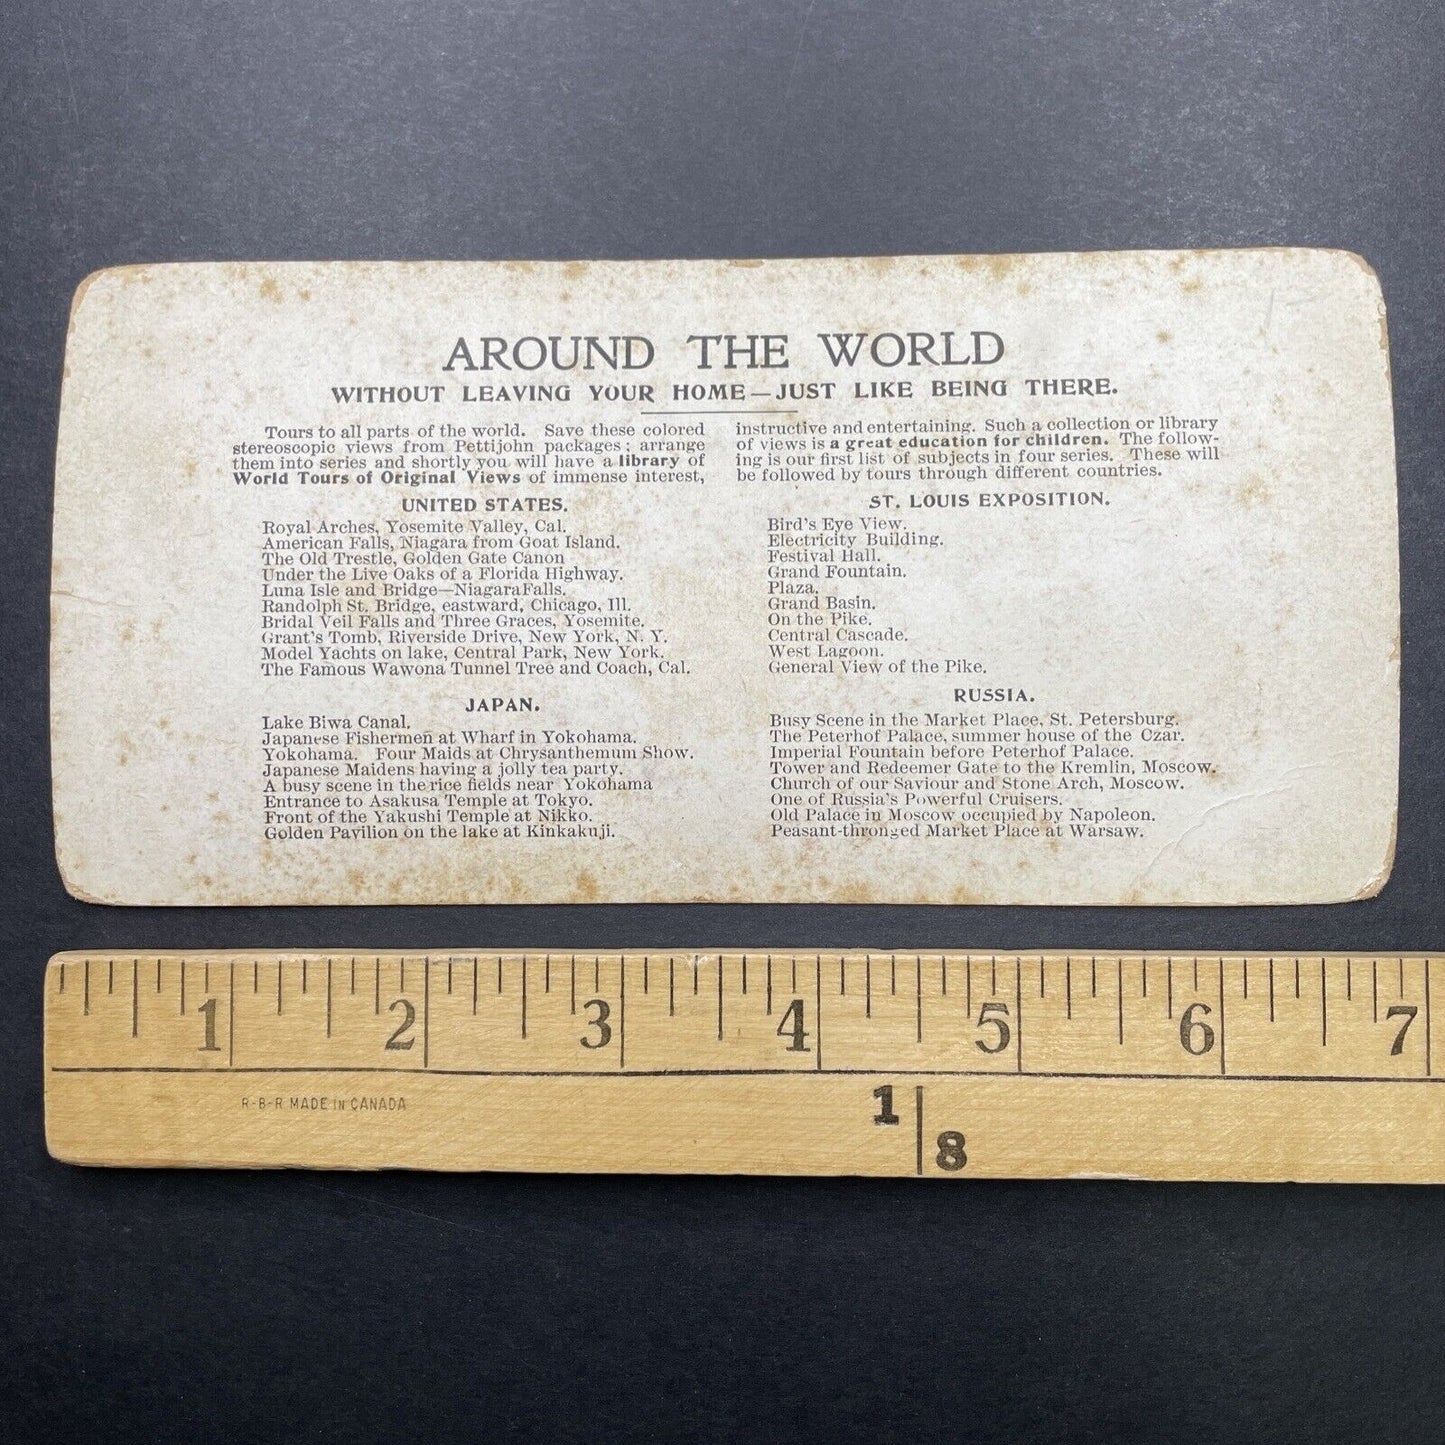 AROUND THE WORLD
WITHOUT LEAVING YOUR HOME—JUST LIKE BEING THERE.
Tours to all parts of the world. Save these colored
stereoscopic views from Pettijohn packages; arrange
them into series and shortly you will have a library of
World Tours of Original Views of immense interest,
instructive and entertaining. Such a collection or library
of views is a great education for children. The follow-
ing is our first list of subjects in four series. These will
be followed by tours through different countries.
UNITED STATES.
Royal Arches, Yosemite Valley, Cal.
American Falls, Niagara from Goat Island.
The Old Trestle, Golden Gate Canon
Under the Live Oaks of a Florida Highway.
Luna Isle and Bridge—Niagara Falls.
Randolph St. Bridge, eastward, Chicago, Ill.
Bridal Veil Falls and Three Graces, Yosemite.
Grant's Tomb, Riverside Drive, New York, N. Y.
Model Yachts on lake, Central Park, New York.
The Famous Wawona Tunnel Tree and Coach, Cal.
JAPAN.
Lake Biwa Canal.
Japanese Fishermen at Wharf in Yokohama.
Yokohama. Four Maids at Chrysanthemum Show.
Japanese Maidens having a jolly tea party.
A busy scene in the rice fields near Yokohama
Entrance to Asakusa Temple at Tokyo.
Front of the Yakushi Temple at Nikko.
Golden Pavilion on the lake at Kinkakuji.
ST. LOUIS EXPOSITION.
Bird's Eye View.
Electricity Building.
Festival Hall.
Grand Fountain.
Plaza.
Grand Basin.
On the Pike.
Central Cascade.
West Lagoon.
General View of the Pike.
RUSSIA.
Busy Scene in the Market Place, St. Petersburg.
The Peterhof Palace, summer house of the Czar.
Imperial Fountain before Peterhof Palace.
Tower and Redeemer Gate to the Kremlin, Moscow.
Church of our Saviour and Stone Arch, Moscow.
One of Russia's Powerful Cruisers.
Old Palace in Moscow occupied by Napoleon.
Peasant-thronged Market Place at Warsaw.
1 2 3 4 5 6 7
R-B-R MADE IN CANADA
1 8